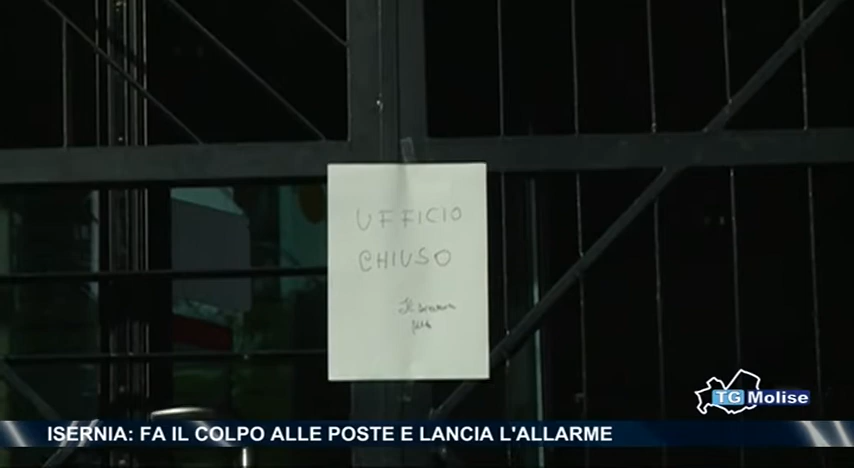 UFFICIO
CHIUSO
TG Molise
ISERNIA: FA IL COLPO ALLE POSTE E LANCIA L'ALLARME